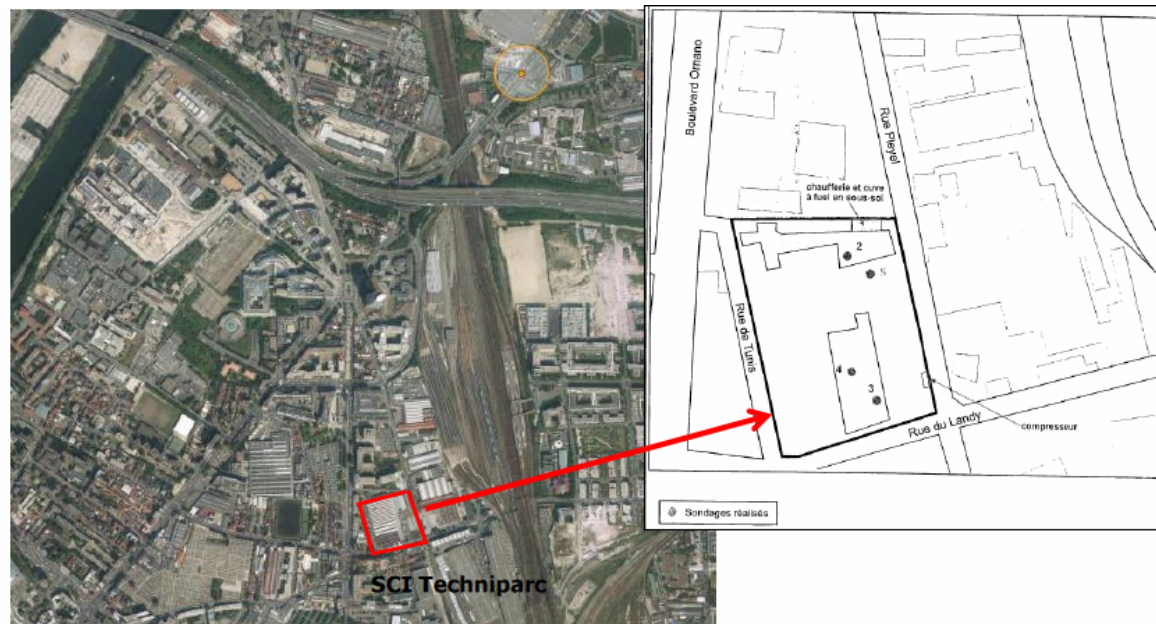 Boulevard Ornano
Rue Pleyel
chaufferie et cuve
à fuel en sous-sol
2
5
Rue de Tunis
4
3
Rue du Landy
compresseur
Sondages réalisés
SCI Techniparc